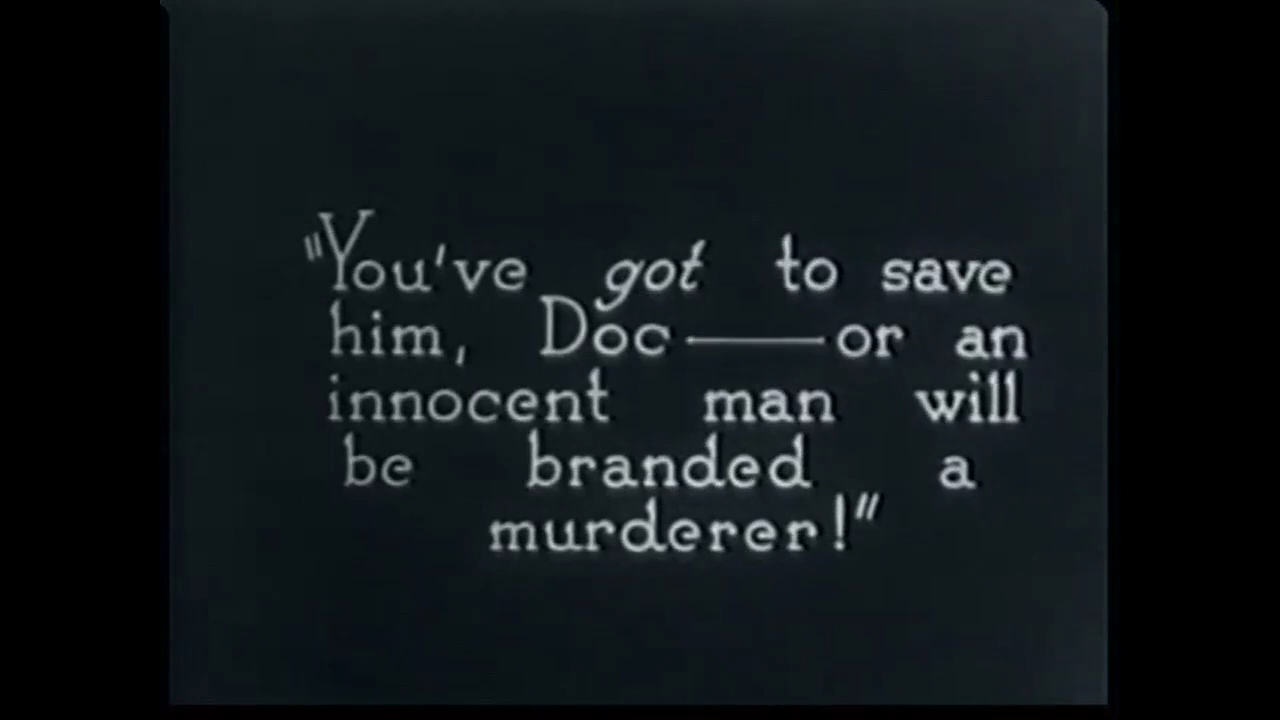 "You've got to save
him, Doc——or an
innocent man will
be branded a
murderer!"